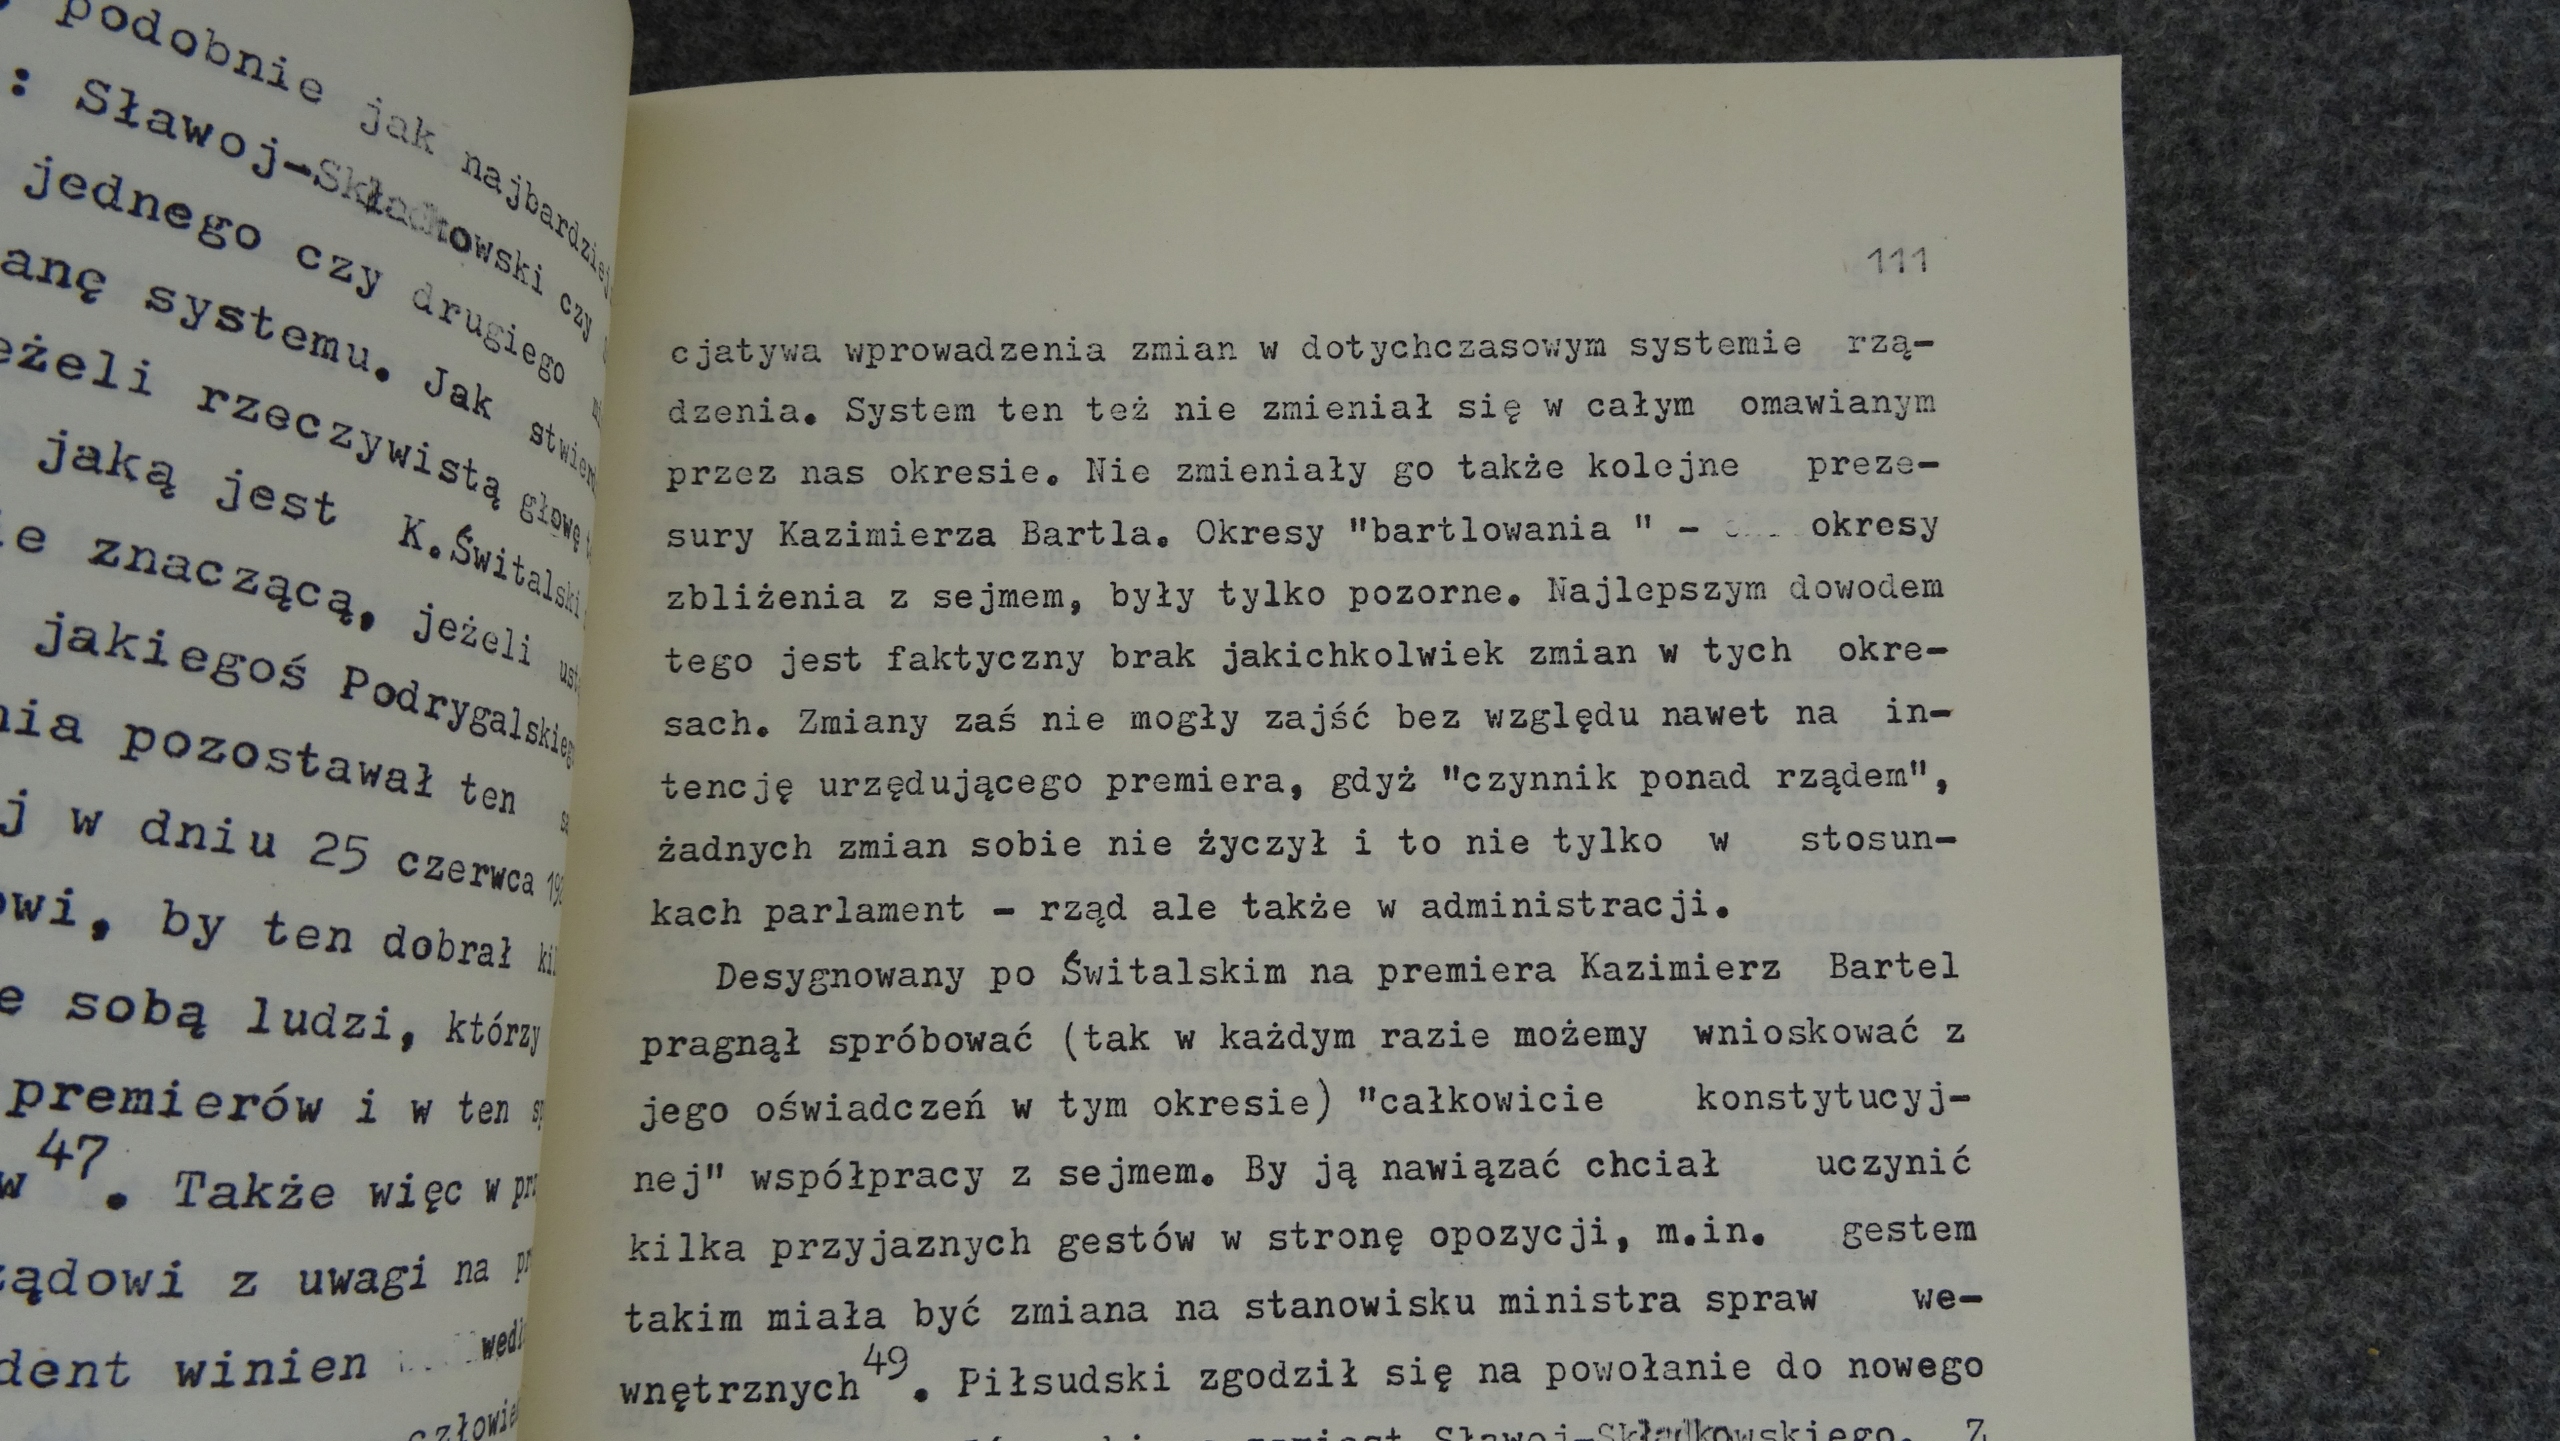 podobnie jak najbardziej
: Sławoj-Składkowski czy
jednego czy drugiego
systemu. Jak
rzeczywistą głowę
jaką jest K.Świtalski
znaczącą, jeżeli
jakiegoś Podrygalskiego
pozostawał ten
w dniu 25 czerwca
by ten dobrał
sobą ludzi, którzy
premierów i w ten
47. Także więc w
z uwagi na
winien
111
cjatywa wprowadzenia zmian w dotychczasowym systemie rzą-
dzenia. System ten też nie zmieniał się w całym omawianym
przez nas okresie. Nie zmieniały go także kolejne preze-
sury Kazimierza Bartla. Okresy "bartlowania " - okresy
zbliżenia z sejmem, były tylko pozorne. Najlepszym dowodem
tego jest faktyczny brak jakichkolwiek zmian w tych okre-
sach. Zmiany zaś nie mogły zajść bez względu nawet na in-
tencję urzędującego premiera, gdyż "czynnik ponad rządem",
żadnych zmian sobie nie życzył i to nie tylko w stosun-
kach parlament - rząd ale także w administracji.
Desygnowany po Świtalskim na premiera Kazimierz Bartel
pragnął spróbować (tak w każdym razie możemy wnioskować z
jego oświadczeń w tym okresie) "całkowicie konstytucyj-
nej" współpracy z sejmem. By ją nawiązać chciał uczynić
kilka przyjaznych gestów w stronę opozycji, m.in. gestem
takim miała być zmiana na stanowisku ministra spraw we-
wnętrznych49. Piłsudski zgodził się na powołanie do nowego
zamiast Sławoj-Składkowskiego. Z